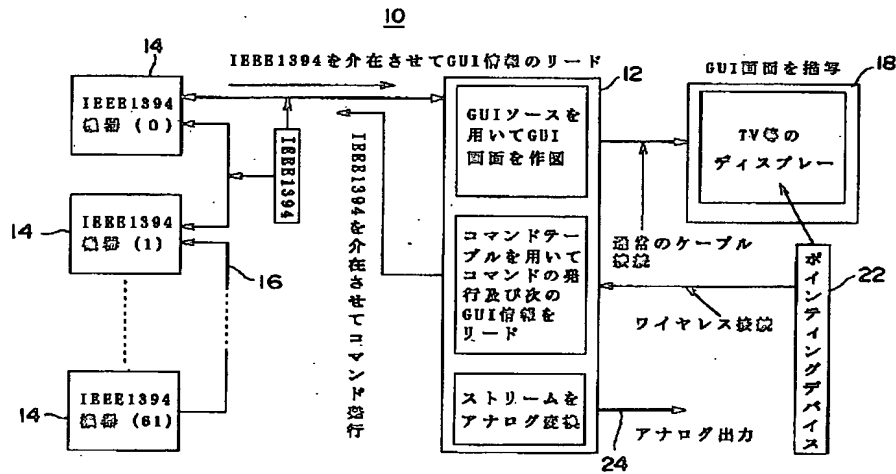 10
IEEE1394を介在させてGUI情報のリード
14
IEEE1394
機器 (0)
IEEE1394
14
IEEE1394
機器 (1)
16
14
IEEE1394
機器 (61)
IEEE1394を介在させてコマンド発行
12
GUIソースを
用いてGUI
画面を作図
コマンドテー
ブルを用いて
コマンドの発
行及び次の
GUI情報を
リード
ストリームを
アナログ変換
GUI画面を描写
18
TV等の
ディスプレー
通常のケーブル
接続
22
ポインティングデバイス
ワイヤレス接続
24
アナログ出力